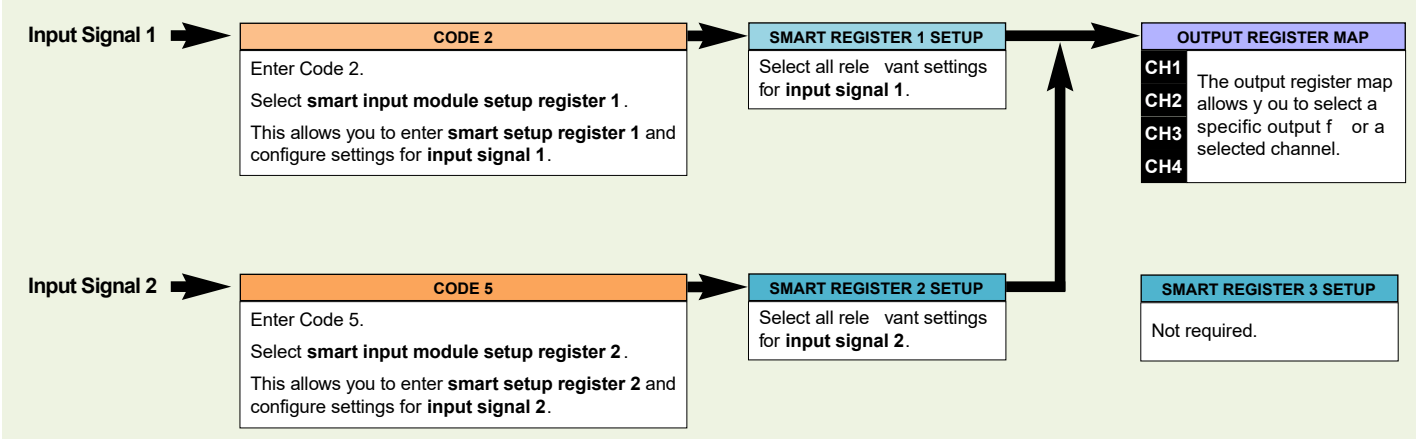 Input Signal 1
CODE 2
Enter Code 2.
Select smart input module setup register 1.
This allows you to enter smart setup register 1 and
configure settings for input signal 1.
SMART REGISTER 1 SETUP
Select all rele vant settings
for input signal 1.
OUTPUT REGISTER MAP
CH1
CH2
CH3
CH4
The output register map
allows y ou to select a
specific output f or a
selected channel.
Input Signal 2
CODE 5
Enter Code 5.
Select smart input module setup register 2.
This allows you to enter smart setup register 2 and
configure settings for input signal 2.
SMART REGISTER 2 SETUP
Select all rele vant settings
for input signal 2.
SMART REGISTER 3 SETUP
Not required.